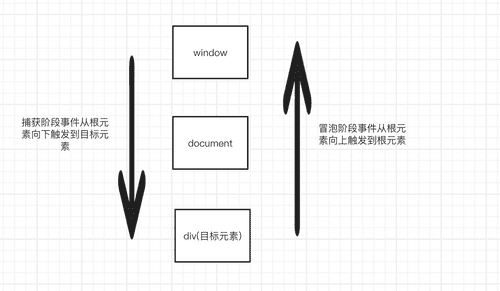 window
捕获阶段事件从根元
素向下触发到目标元
素
document
冒泡阶段事件从根元
素向上触发到根元素
div(目标元素)